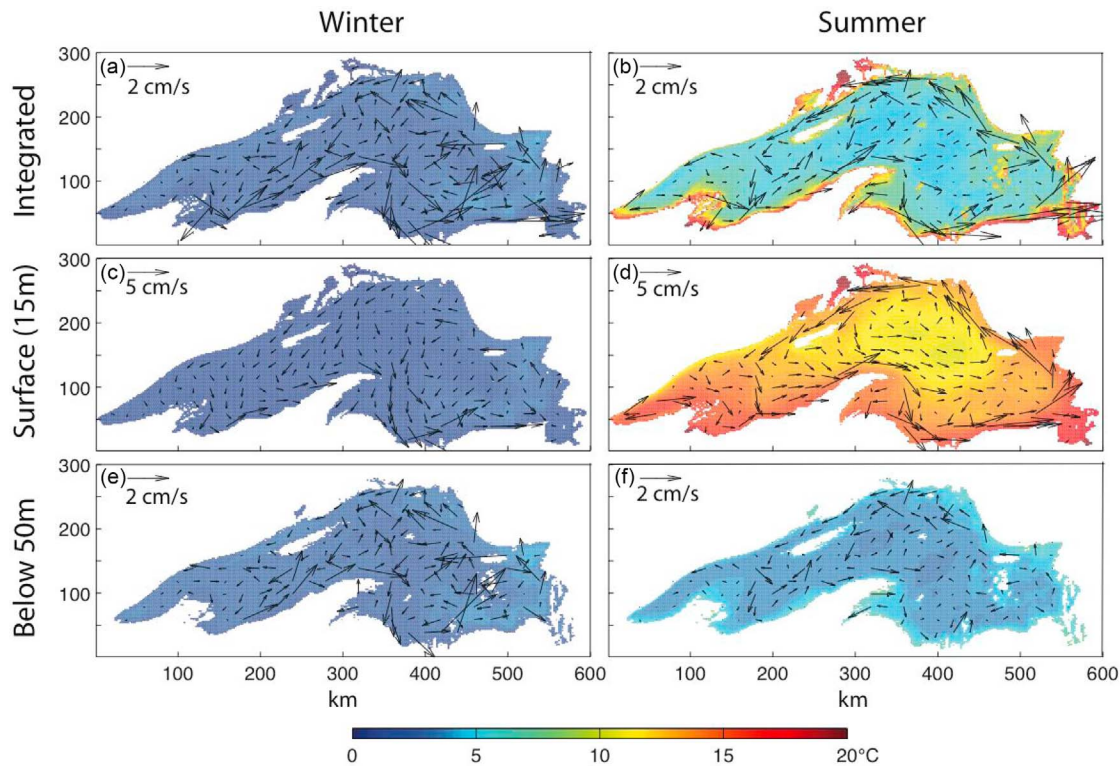 Winter
Summer
Integrated
300
200
100
(a)
2 cm/s
(b)
2 cm/s
Surface (15m)
300
200
100
(c)
5 cm/s
(d)
5 cm/s
Below 50m
300
200
100
(e)
2 cm/s
(f)
2 cm/s
100 200 300 400 500 600
100 200 300 400 500 600
km
km
0 5 10 15 20°C